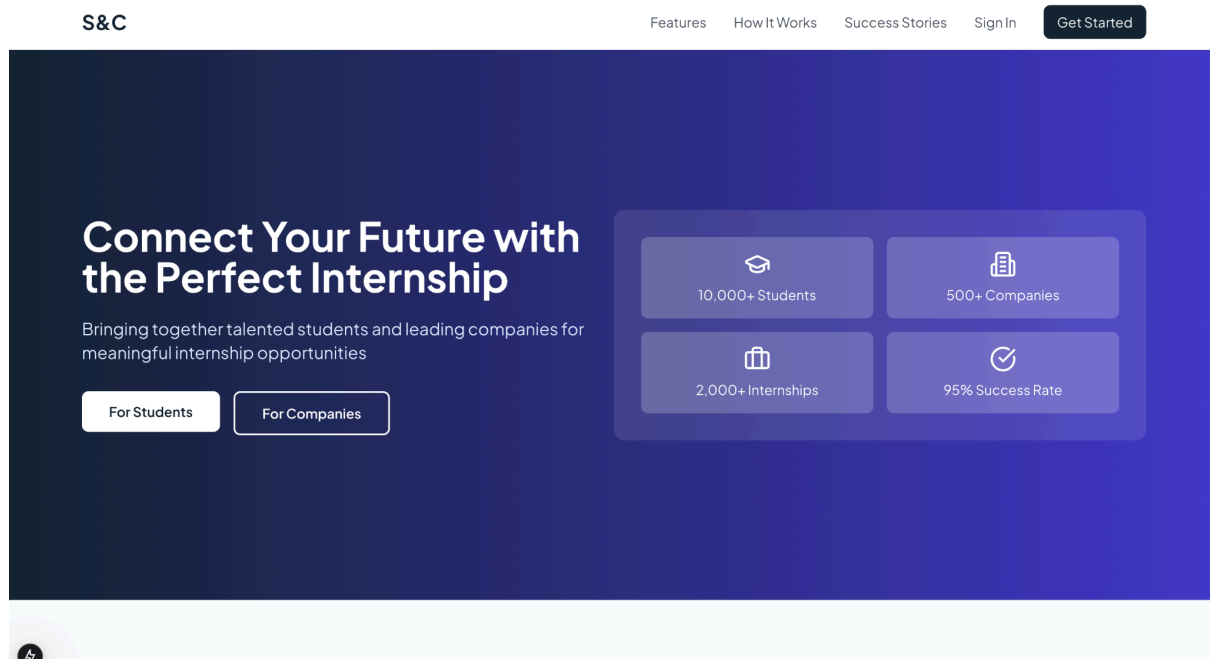 S&C
Features
How It Works
Success Stories
Sign In
Get Started
Connect Your Future with
the Perfect Internship
Bringing together talented students and leading companies for
meaningful internship opportunities
For Students
For Companies
10,000+ Students
500+ Companies
2,000+ Internships
95% Success Rate